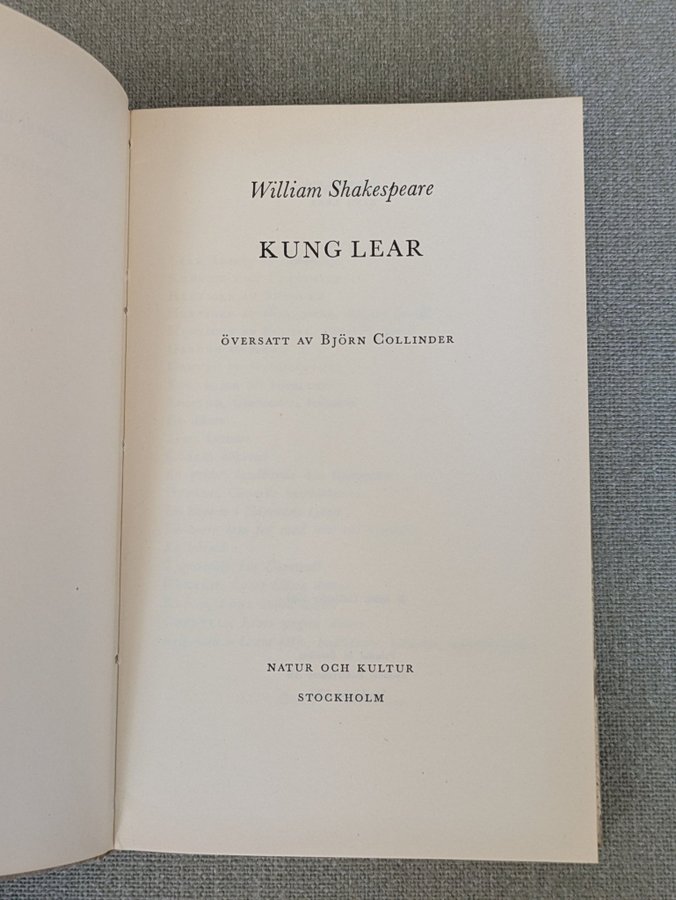 William Shakespeare
KUNG LEAR
ÖVERSATT AV BJÖRN COLLINDER
NATUR OCH KULTUR
STOCKHOLM